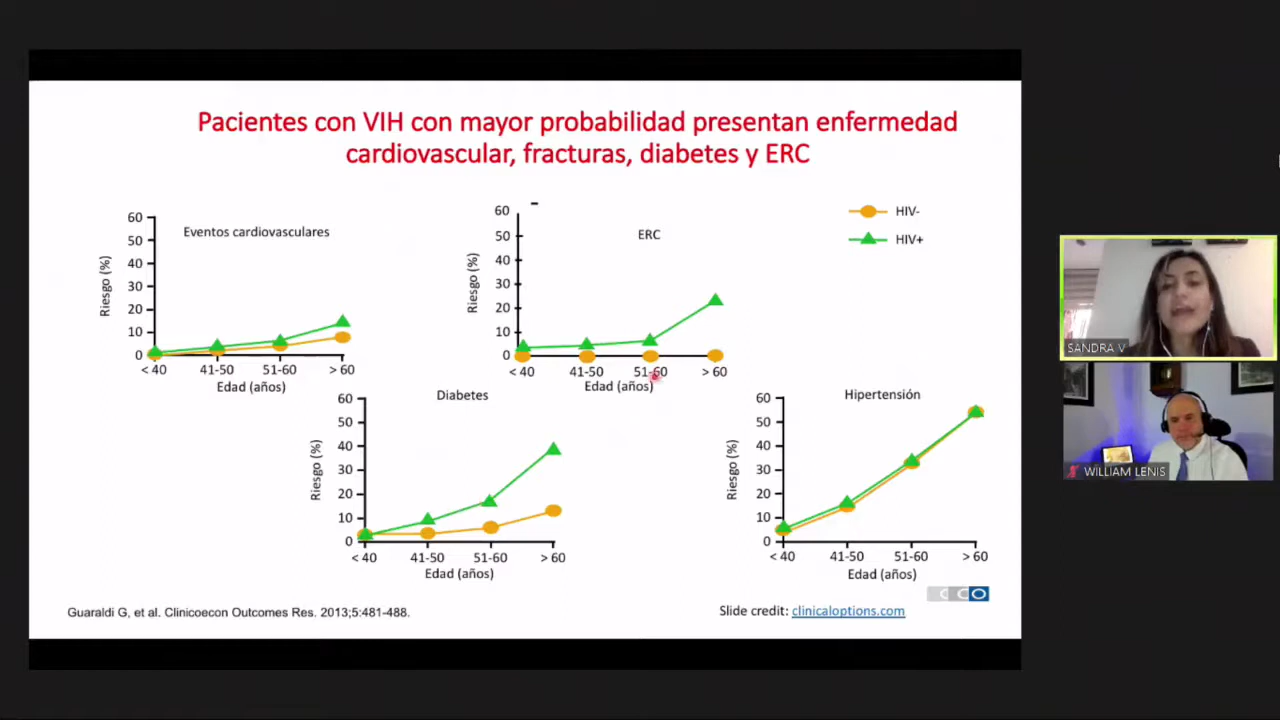 Pacientes con VIH con mayor probabilidad presentan enfermedad
cardiovascular, fracturas, diabetes y ERC
Eventos cardiovasculares
60
50
40
30
20
10
0
Riesgo (%)
< 40 41-50 51-60 > 60
Edad (años)
ERC
60
50
40
30
20
10
0
Riesgo (%)
< 40 41-50 51-60 > 60
Edad (años)
HIV-
HIV+
Diabetes
60
50
40
30
20
10
0
Riesgo (%)
< 40 41-50 51-60 > 60
Edad (años)
Hipertensión
60
50
40
30
20
10
0
Riesgo (%)
< 40 41-50 51-60 > 60
Edad (años)
CCO
Guaraldi G, et al. Clinicoecon Outcomes Res. 2013;5:481-488.
Slide credit: clinicaloptions.com
SANDRA V
WILLIAM LENIS